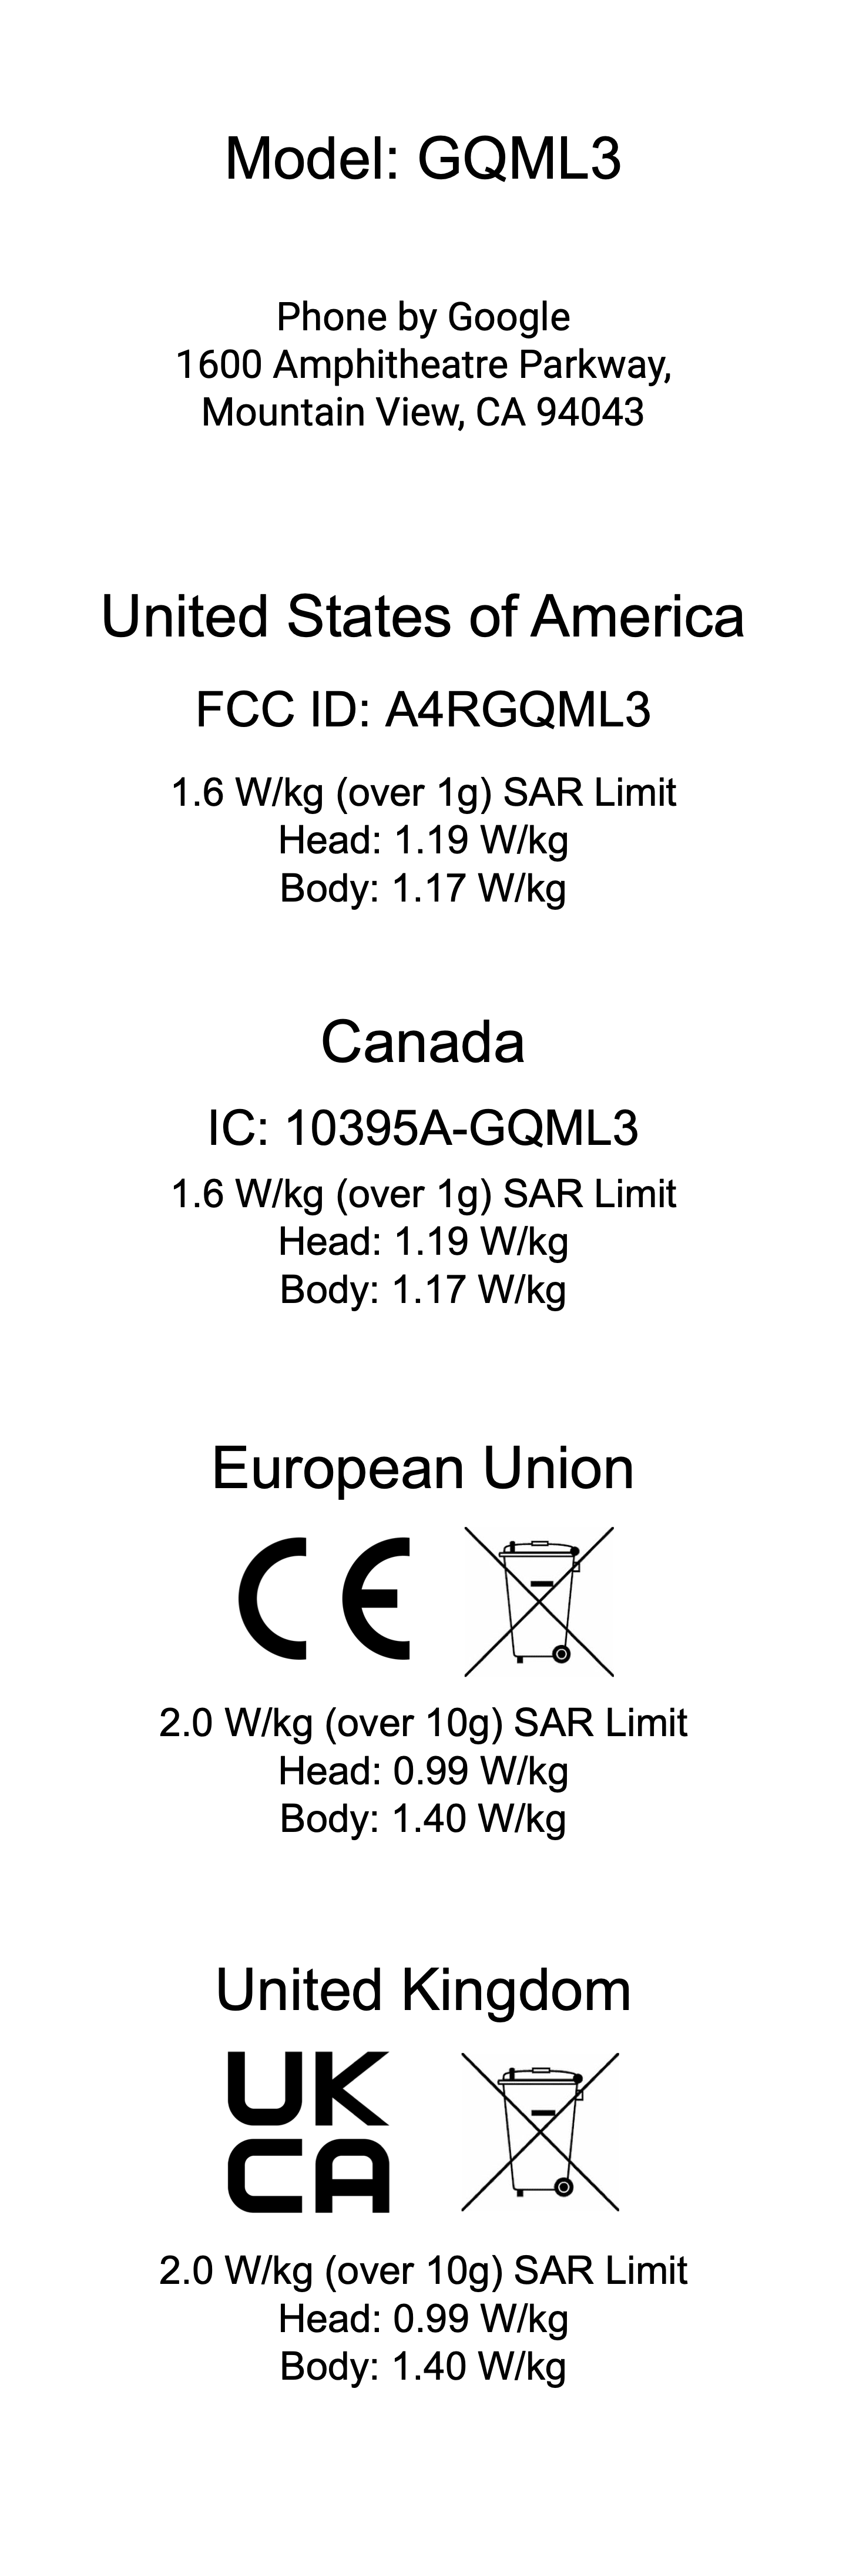 Model: GQML3
Phone by Google
1600 Amphitheatre Parkway,
Mountain View, CA 94043
United States of America
FCC ID: A4RGQML3
1.6 W/kg (over 1g) SAR Limit
Head: 1.19 W/kg
Body: 1.17 W/kg
Canada
IC: 10395A-GQML3
1.6 W/kg (over 1g) SAR Limit
Head: 1.19 W/kg
Body: 1.17 W/kg
European Union
CE
2.0 W/kg (over 10g) SAR Limit
Head: 0.99 W/kg
Body: 1.40 W/kg
United Kingdom
UK
CA
2.0 W/kg (over 10g) SAR Limit
Head: 0.99 W/kg
Body: 1.40 W/kg